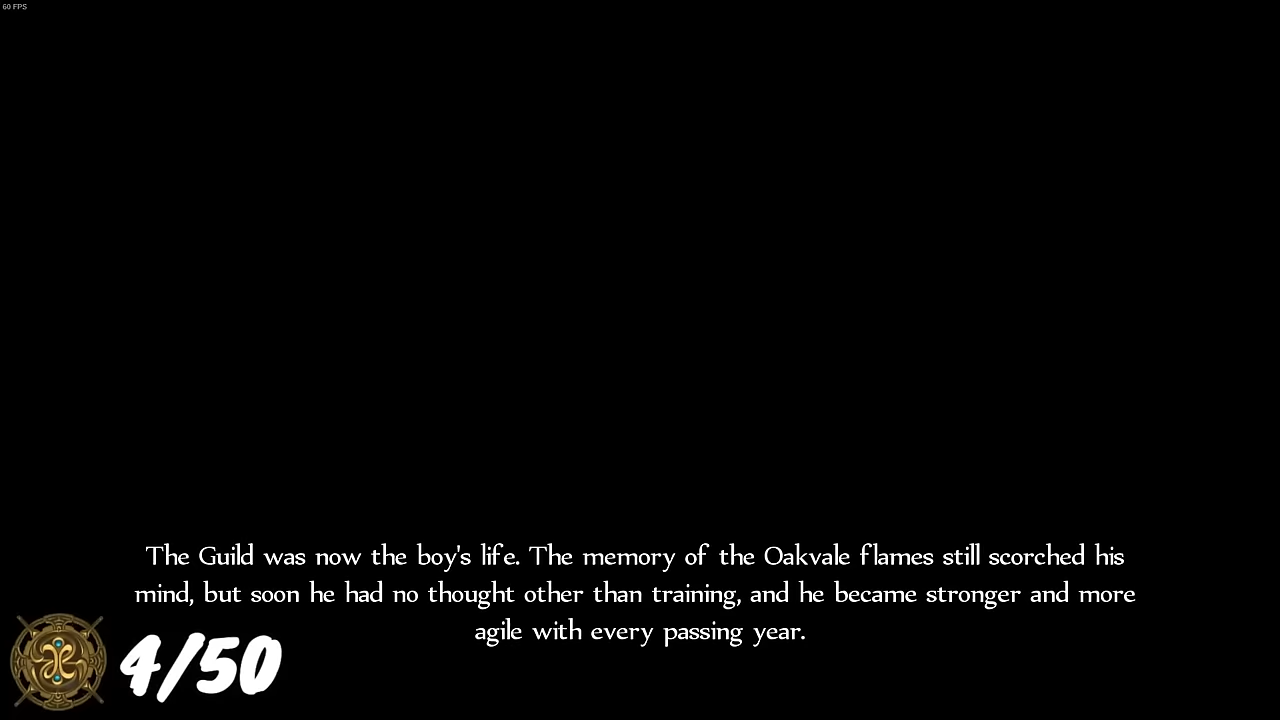 60 FPS
The Guild was now the boy's life. The memory of the Oakvale flames still scorched his
mind, but soon he had no thought other than training, and he became stronger and more
agile with every passing year.
4/50